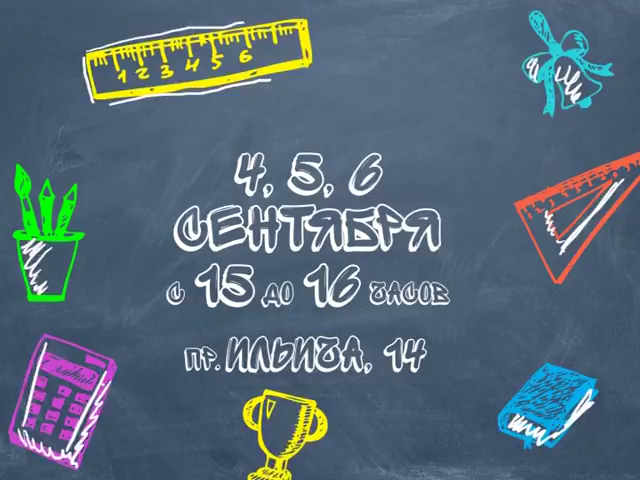 1 2 3 4 5 6
4, 5, 6
СЕНТЯБРЯ
с 15 до 16 часов
пр. ИЛЬИЧА, 14